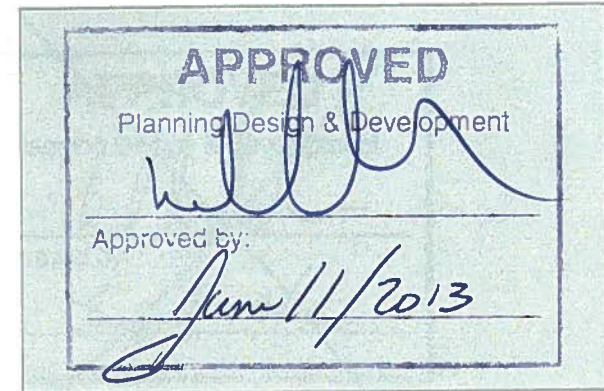 APPROVED
Planning Design & Development
Approved by:
June 11/2013